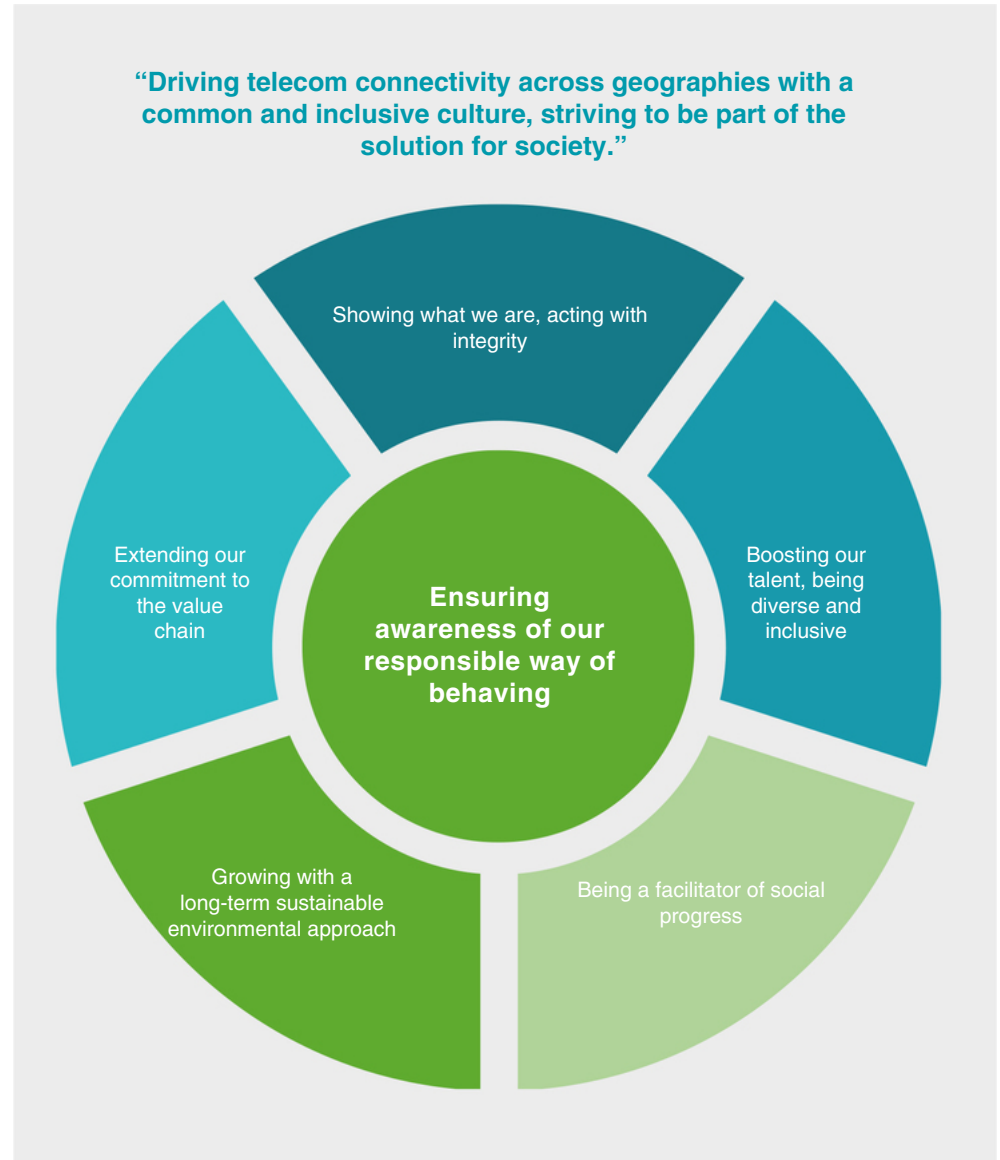 “Driving telecom connectivity across geographies with a
common and inclusive culture, striving to be part of the
solution for society.”
Showing what we are, acting with
integrity
Boosting our
talent, being
diverse and
inclusive
Being a facilitator of social
progress
Growing with a
long-term sustainable
environmental approach
Extending our
commitment to
the value
chain
Ensuring
awareness of our
responsible way of
behaving